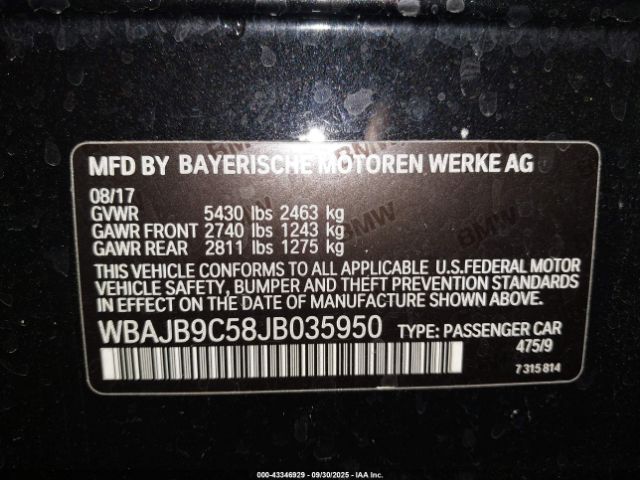 MFD BY BAYERISCHE MOTOREN WERKE AG
08/17
GVWR 5430 lbs 2463 kg
GAWR FRONT 2740 lbs 1243 kg
GAWR REAR 2811 lbs 1275 kg
THIS VEHICLE CONFORMS TO ALL APPLICABLE U.S.FEDERAL MOTOR
VEHICLE SAFETY, BUMPER AND THEFT PREVENTION STANDARDS
IN EFFECT ON THE DATE OF MANUFACTURE SHOWN ABOVE.
WBAJB9C58JB035950 TYPE: PASSENGER CAR
475/9
7 315 814
000-43346929 - 09/30/2025 - IAA Inc.